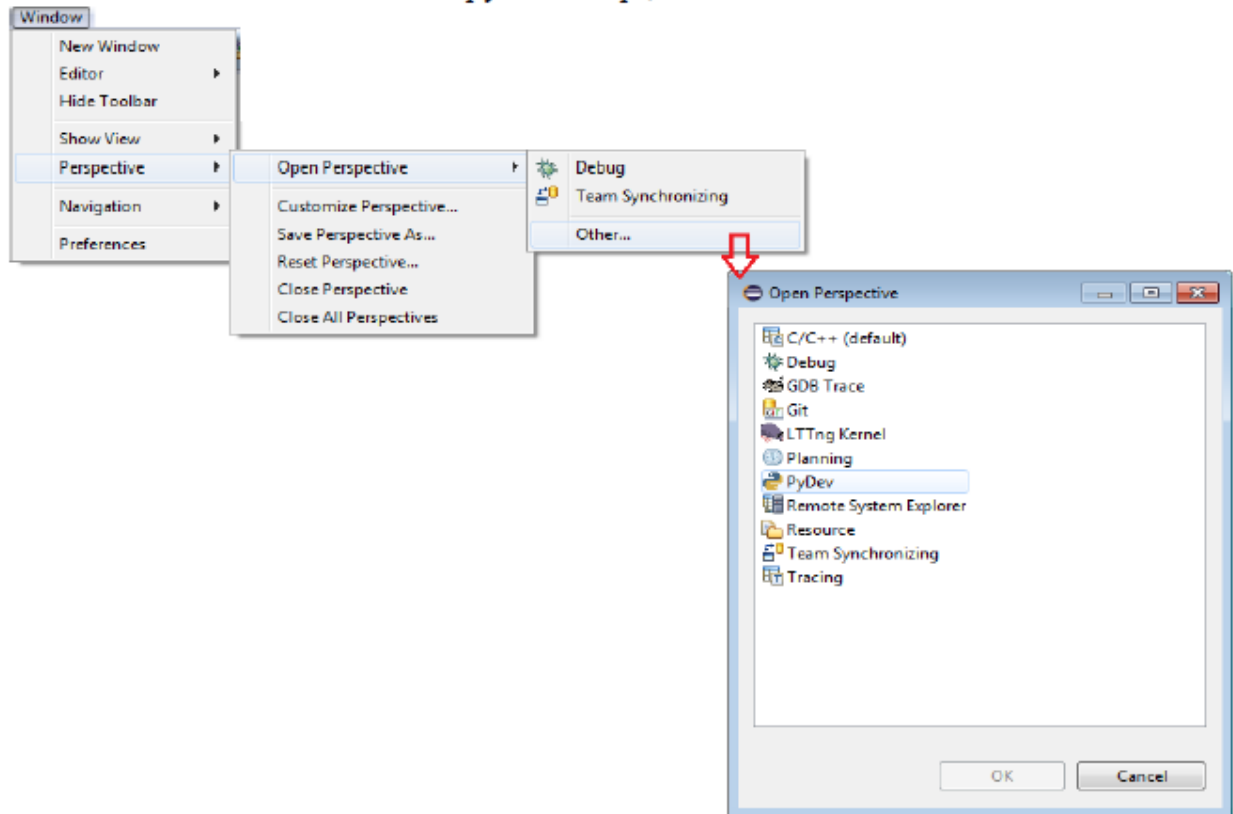 Window
New Window
Editor
Hide Toolbar
Show View
Perspective
Navigation
Preferences
Open Perspective
Customize Perspective...
Save Perspective As...
Reset Perspective...
Close Perspective
Close All Perspectives
Debug
Team Synchronizing
Other...
Open Perspective
C/C++ (default)
Debug
GDB Trace
Git
LTTng Kernel
Planning
PyDev
Remote System Explorer
Resource
Team Synchronizing
Tracing
OK
Cancel